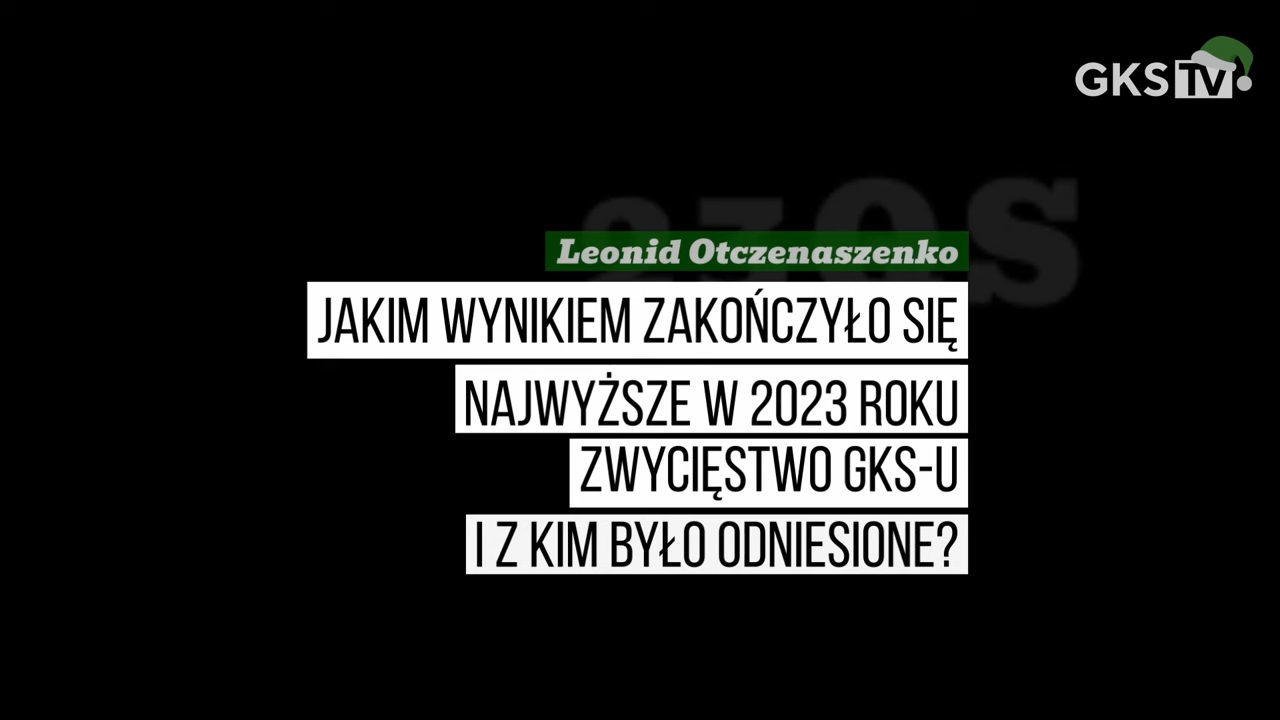 GKS TV
Leonid Otczenaszenko
JAKIM WYNIKIEM ZAKOŃCZYŁO SIĘ
NAJWYŻSZE W 2023 ROKU
ZWYCIĘSTWO GKS-U
I Z KIM BYŁO ODNIESIONE?